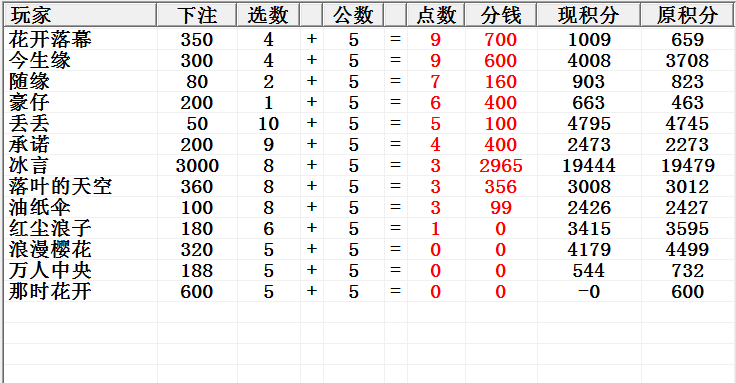 玩家 下注 选数 公数 点数 分钱 现积分 原积分
花开落幕 350 4 + 5 = 9 700 1009 659
今生缘 300 4 + 5 = 9 600 4008 3708
随缘 80 2 + 5 = 7 160 903 823
豪仔 200 1 + 5 = 6 400 663 463
丢丢 50 10 + 5 = 5 100 4795 4745
承诺 200 9 + 5 = 4 400 2473 2273
冰言 3000 8 + 5 = 3 2965 19444 19479
落叶的天空 360 8 + 5 = 3 356 3008 3012
油纸伞 100 8 + 5 = 3 99 2426 2427
红尘浪子 180 6 + 5 = 1 0 3415 3595
浪漫樱花 320 5 + 5 = 0 0 4179 4499
万人中央 188 5 + 5 = 0 0 544 732
那时花开 600 5 + 5 = 0 0 -0 600